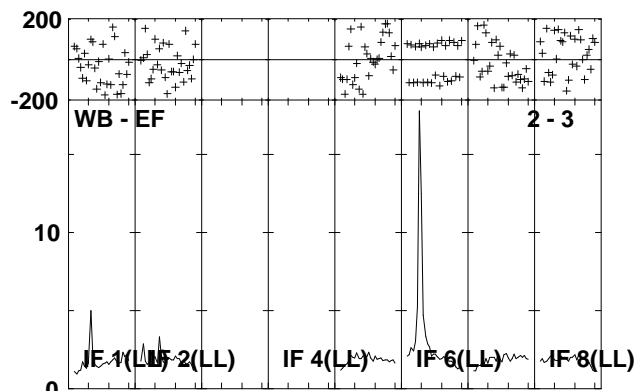 200
-200
WB - EF 2 - 3
10
IF 1(LL) IF 2(LL) IF 4(LL) IF 6(LL) IF 8(LL)
0